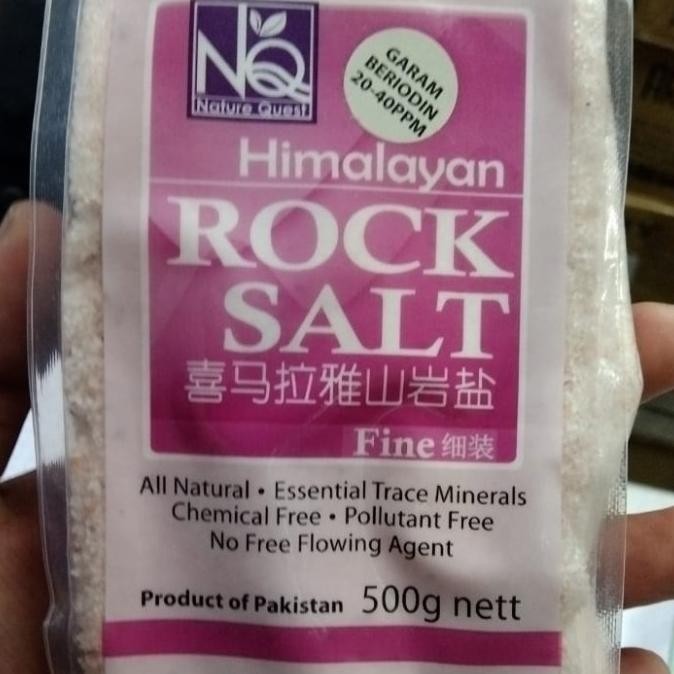 NQ
Nature Quest
GARAM
BERIODIN
20-40PPM
Himalayan
ROCK
SALT
喜马拉雅山岩盐
Fine 细装
All Natural • Essential Trace Minerals
Chemical Free • Pollutant Free
No Free Flowing Agent
Product of Pakistan 500g nett